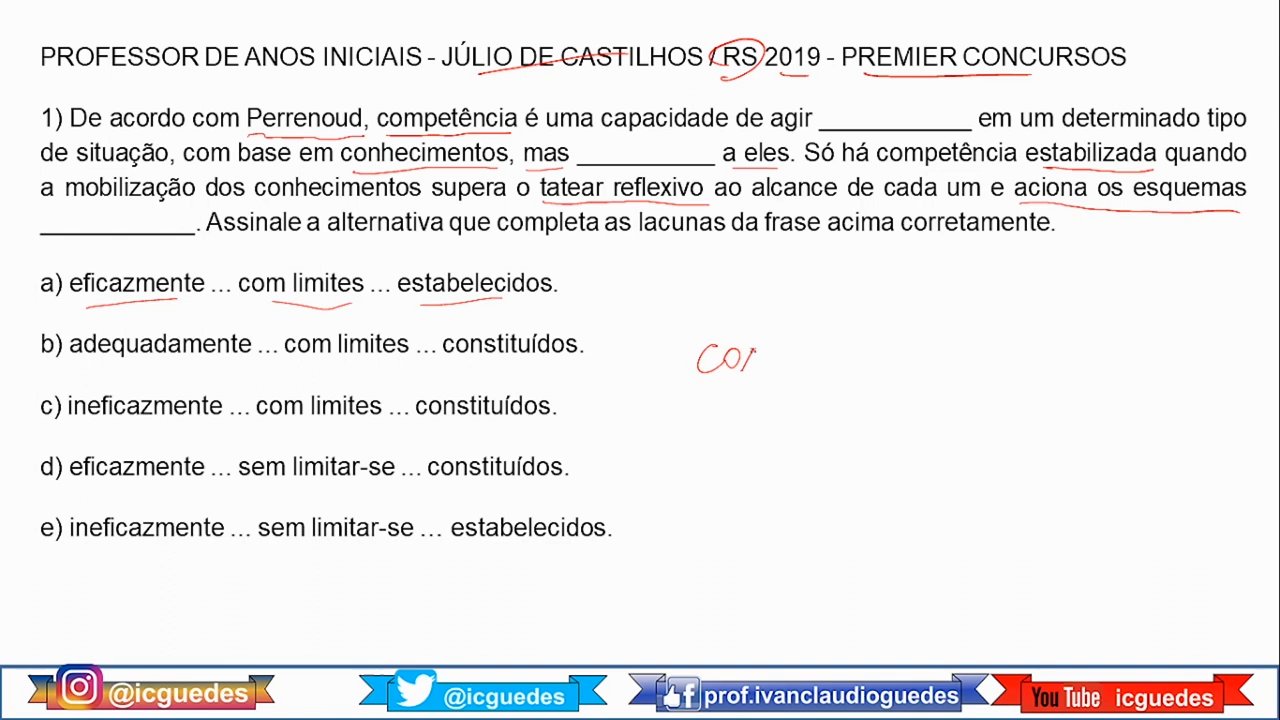 PROFESSOR DE ANOS INICIAIS - JÚLIO DE CASTILHOS / RS 2019 - PREMIER CONCURSOS
1) De acordo com Perrenoud, competência é uma capacidade de agir ___________ em um determinado tipo
de situação, com base em conhecimentos, mas __________ a eles. Só há competência estabilizada quando
a mobilização dos conhecimentos supera o tatear reflexivo ao alcance de cada um e aciona os esquemas
___________. Assinale a alternativa que completa as lacunas da frase acima corretamente.
a) eficazmente ... com limites ... estabelecidos.
b) adequadamente ... com limites ... constituídos.
c) ineficazmente ... com limites ... constituídos.
d) eficazmente ... sem limitar-se ... constituídos.
e) ineficazmente ... sem limitar-se ... estabelecidos.
@icguedes @icguedes prof.ivanclaudioguedes You Tube icguedes